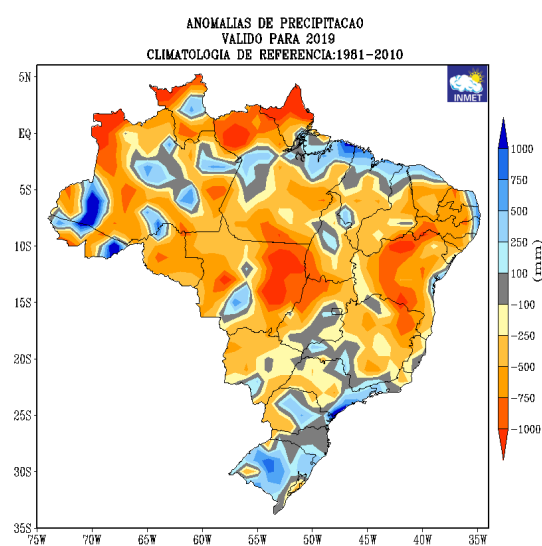 ANOMALIAS DE PRECIPITACAO
VALIDO PARA 2019
CLIMATOLOGIA DE REFERENCIA:1981-2010
INMET
5N
EQ
5S
10S
15S
20S
25S
30S
35S
75W 70W 65W 60W 55W 50W 45W 40W 35W
1000
750
500
250
100
-100
-250
-500
-750
-1000
(mm)